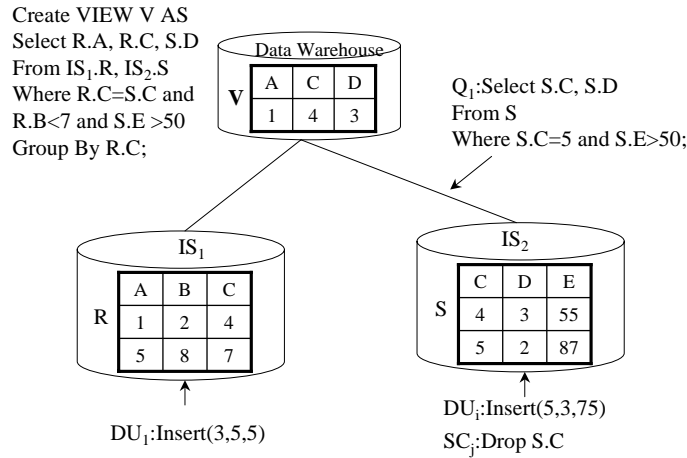 Create VIEW V AS
Select R.A, R.C, S.D
From IS₁.R, IS₂.S
Where R.C=S.C and
R.B<7 and S.E >50
Group By R.C;
Data Warehouse
V
A C D
1 4 3
Q₁:Select S.C, S.D
From S
Where S.C=5 and S.E>50;
IS₁
R
A B C
1 2 4
5 8 7
DU₁:Insert(3,5,5)
IS₂
S
C D E
4 3 55
5 2 87
DUᵢ:Insert(5,3,75)
SCⱼ:Drop S.C